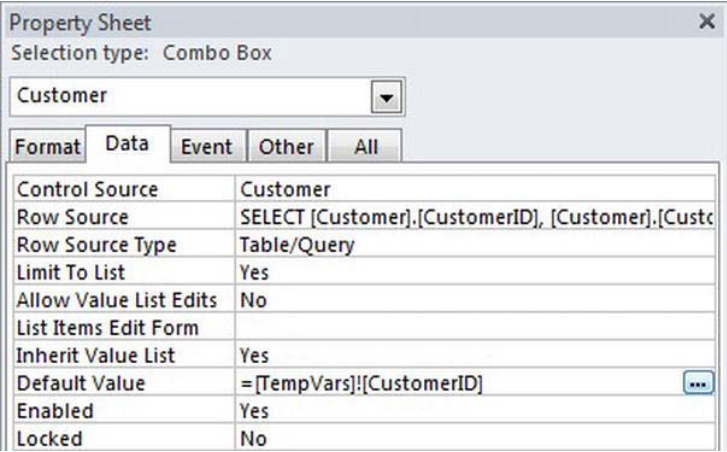 Property Sheet
Selection type: Combo Box
Customer
Format Data Event Other All
Control Source Customer
Row Source SELECT [Customer].[CustomerID], [Customer].[Custo
Row Source Type Table/Query
Limit To List Yes
Allow Value List Edits No
List Items Edit Form
Inherit Value List Yes
Default Value =[TempVars]![CustomerID] ...
Enabled Yes
Locked No